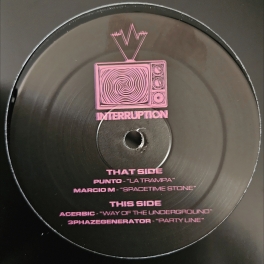 INTERRUPTION
THAT SIDE
PUNTO - "LA TRAMPA"
MARCIO M - "SPACETIME STONE"
THIS SIDE
ACERBIC - "WAY OF THE UNDERGROUND"
3PHAZEGENERATOR - "PARTY LINE"